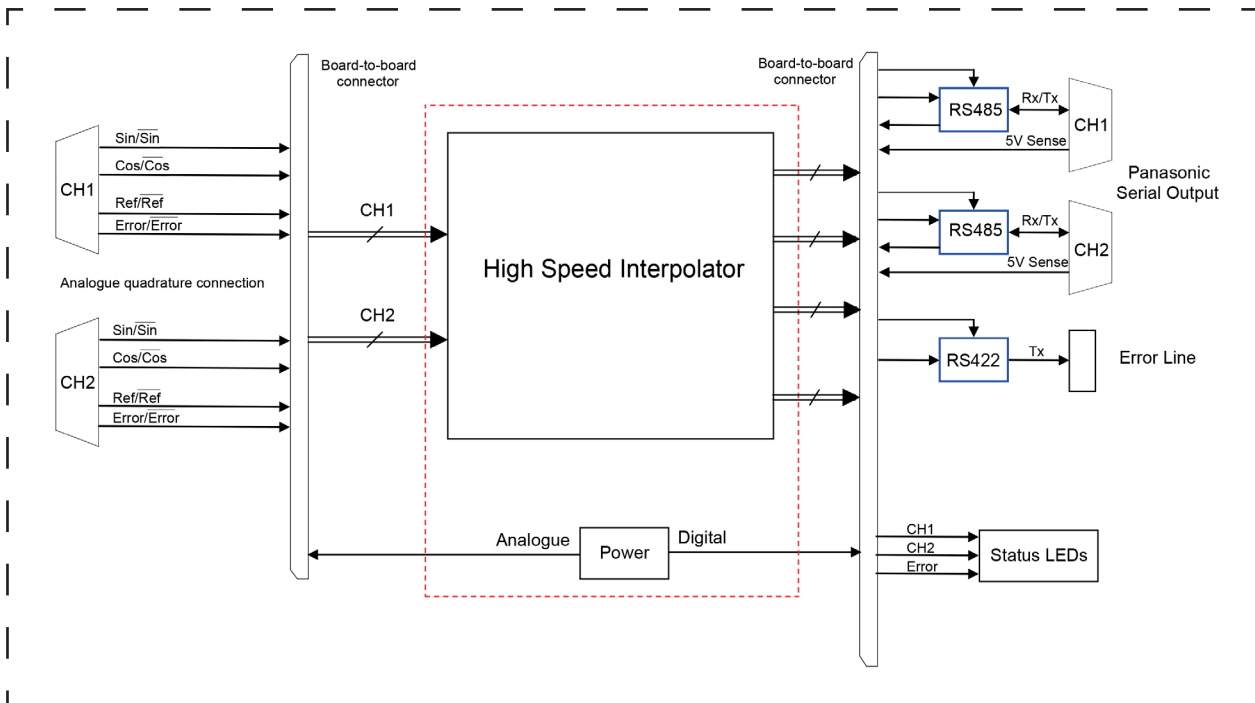 Board-to-board
connector
Sin/Sin
Cos/Cos
Ref/Ref
Error/Error
CH1
Analogue quadrature connection
Sin/Sin
Cos/Cos
Ref/Ref
Error/Error
CH2
CH1
CH2
High Speed Interpolator
Analogue
Power
Digital
Board-to-board
connector
RS485
Rx/Tx
5V Sense
CH1
Panasonic
Serial Output
RS485
Rx/Tx
5V Sense
CH2
RS422
Tx
Error Line
CH1
CH2
Error
Status LEDs